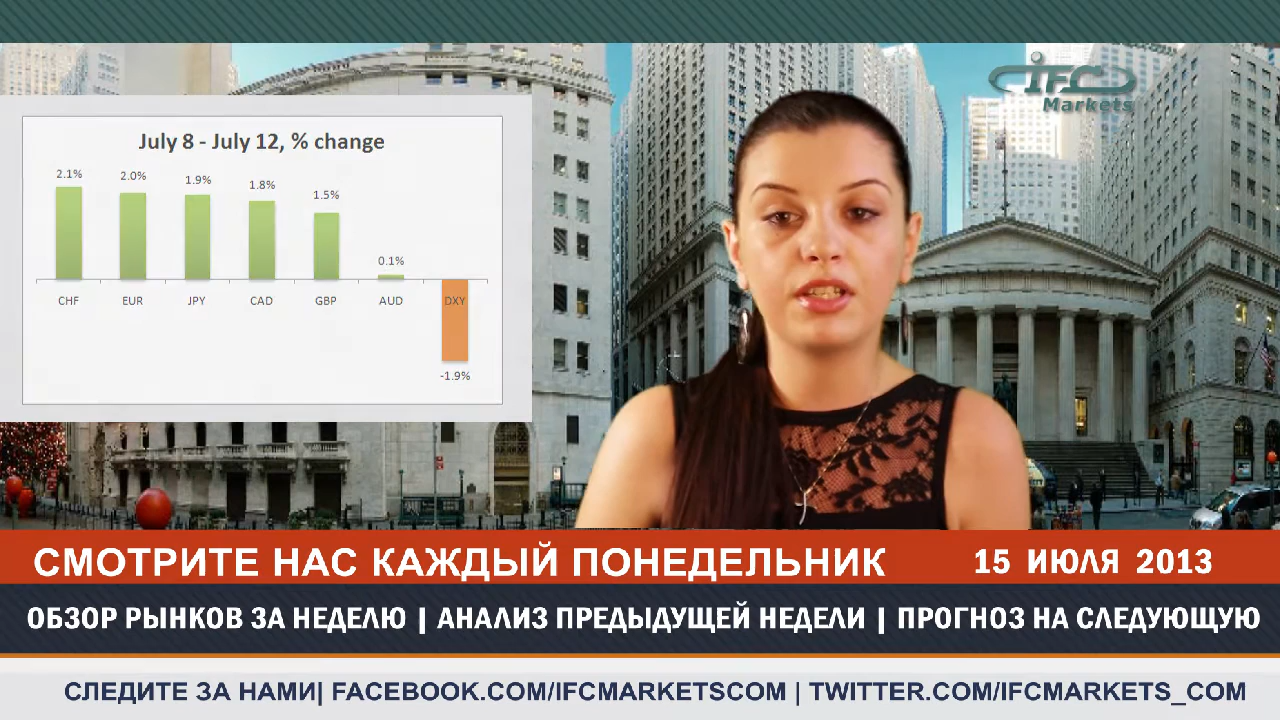 IFC
Markets
July 8 - July 12, % change
2.1% 2.0% 1.9% 1.8% 1.5% 0.1%
CHF EUR JPY CAD GBP AUD DXY
-1.9%
СМОТРИТЕ НАС КАЖДЫЙ ПОНЕДЕЛЬНИК 15 ИЮЛЯ 2013
ОБЗОР РЫНКОВ ЗА НЕДЕЛЮ | АНАЛИЗ ПРЕДЫДУЩЕЙ НЕДЕЛИ | ПРОГНОЗ НА СЛЕДУЮЩУЮ
СЛЕДИТЕ ЗА НАМИ| FACEBOOK.COM/IFCMARKETSCOM | TWITTER.COM/IFCMARKETS_COM